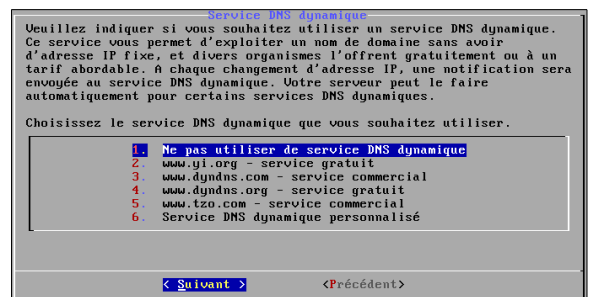 Service DNS dynamique
Veuillez indiquer si vous souhaitez utiliser un service DNS dynamique.
Ce service vous permet d'exploiter un nom de domaine sans avoir
d'adresse IP fixe, et divers organismes l'offrent gratuitement ou à un
tarif abordable. A chaque changement d'adresse IP, une notification sera
envoyée au service DNS dynamique. Votre serveur peut le faire
automatiquement pour certains services DNS dynamiques.
Choisissez le service DNS dynamique que vous souhaitez utiliser.
1. Ne pas utiliser de service DNS dynamique
2. www.yi.org - service gratuit
3. www.dyndns.com - service commercial
4. www.dyndns.org - service gratuit
5. www.tzo.com - service commercial
6. Service DNS dynamique personnalisé
< Suivant > <Précédent>